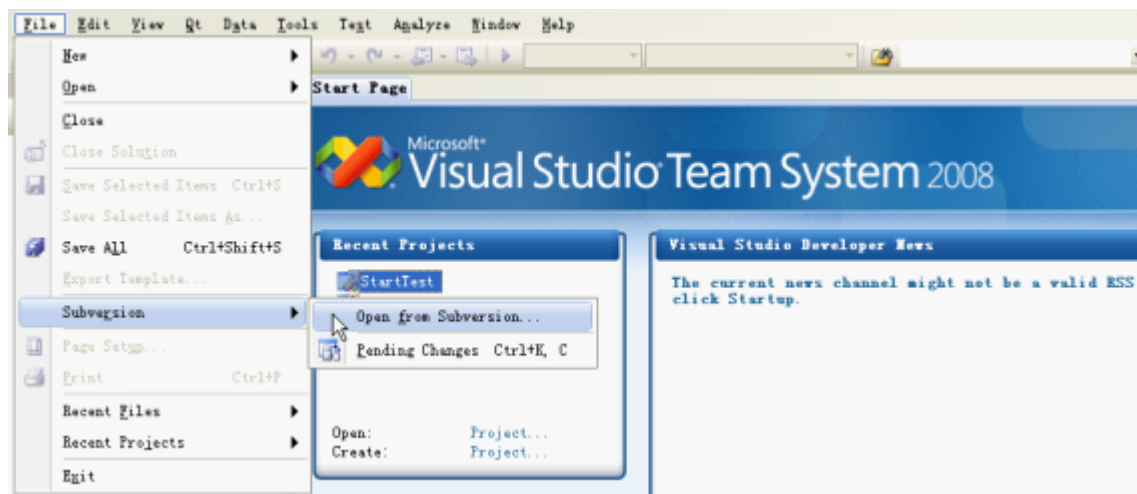 File Edit View Qt Data Tools Test Analyze Window Help
New
Open
Start Page
Close
Close Solution
Microsoft®
Visual Studio Team System 2008
Save Selected Items Ctrl+S
Save Selected Items As...
Save All Ctrl+Shift+S
Recent Projects
Visual Studio Developer News
Export Template...
StartTest
The current news channel might not be a valid RSS
click Startup.
Subversion
Open from Subversion...
Page Setup...
Pending Changes Ctrl+K, C
Print... Ctrl+P
Recent Files
Open: Project...
Recent Projects
Create: Project...
Exit